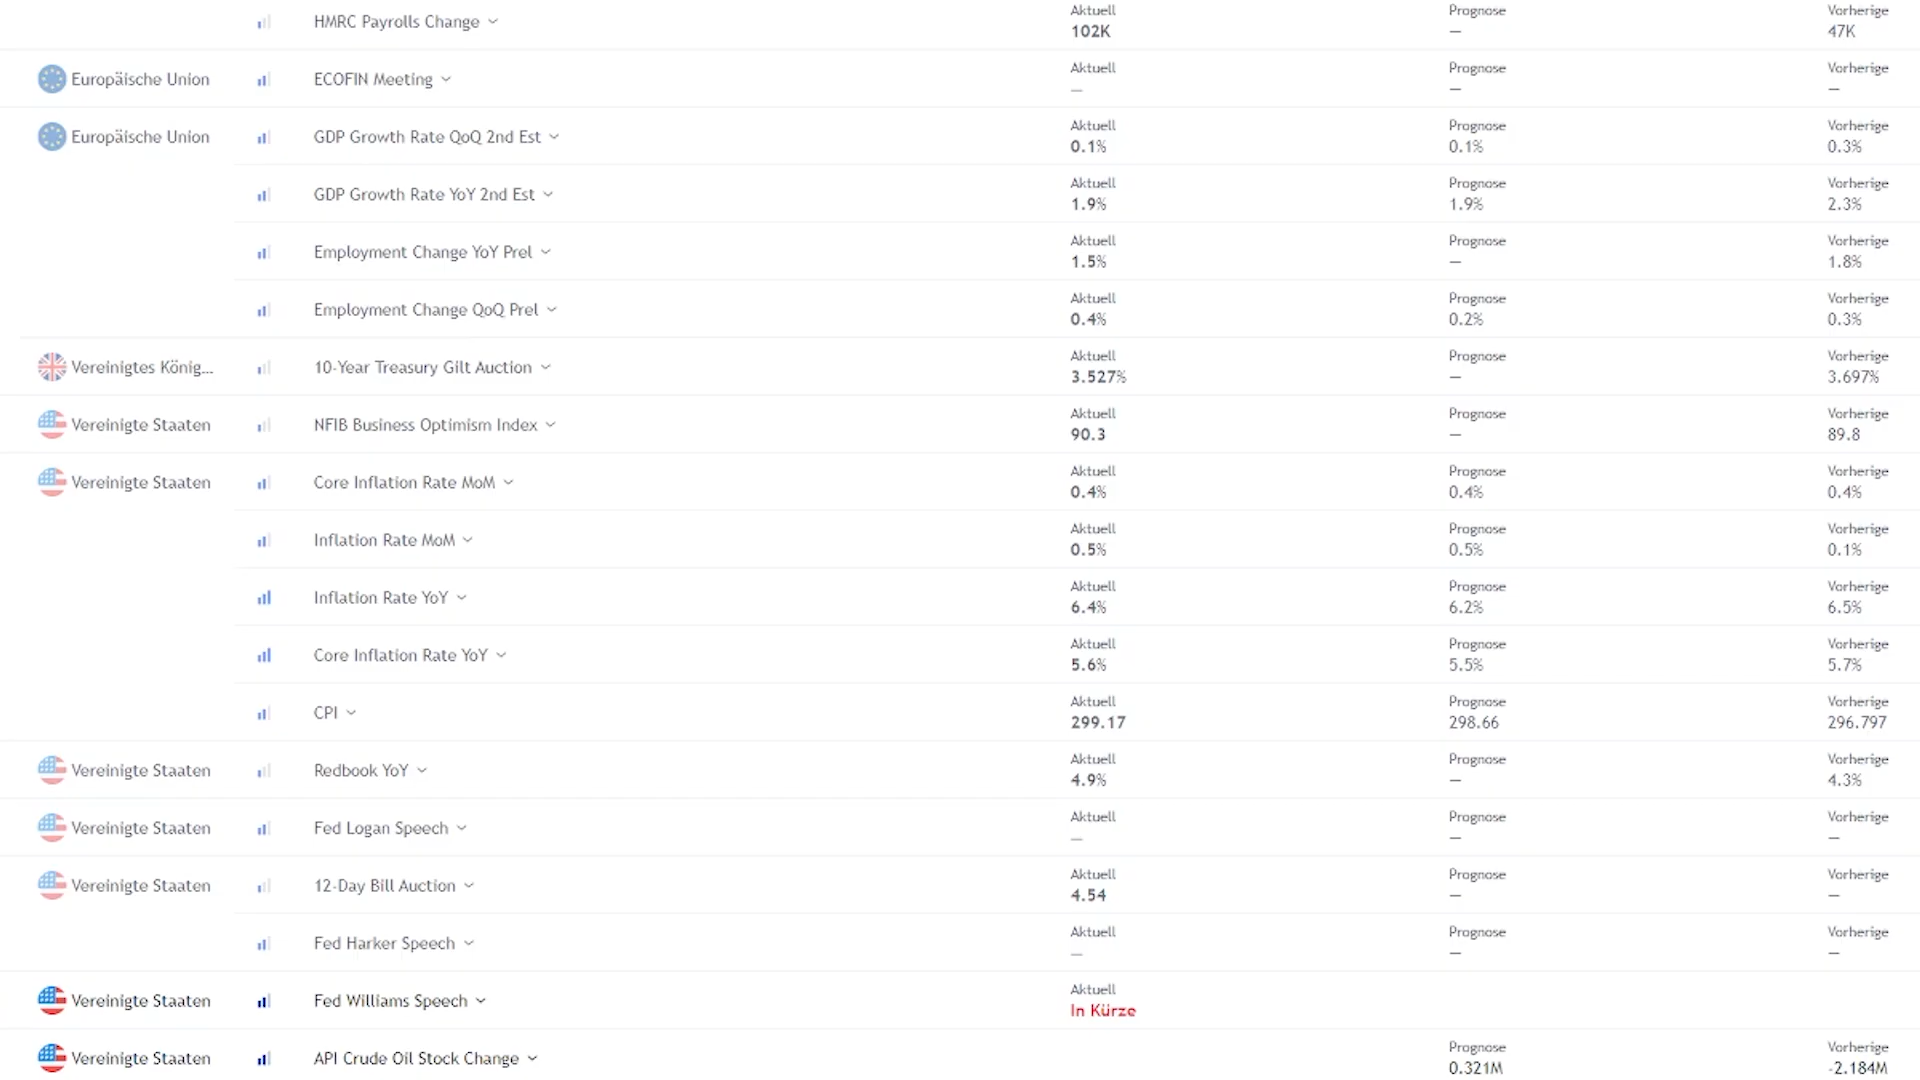 HMRC Payrolls Change Aktuell Prognose Vorherige
102K — 47K
Europäische Union ECOFIN Meeting Aktuell Prognose Vorherige
— — —
Europäische Union GDP Growth Rate QoQ 2nd Est Aktuell Prognose Vorherige
0.1% 0.1% 0.3%
GDP Growth Rate YoY 2nd Est Aktuell Prognose Vorherige
1.9% 1.9% 2.3%
Employment Change YoY Prel Aktuell Prognose Vorherige
1.5% — 1.8%
Employment Change QoQ Prel Aktuell Prognose Vorherige
0.4% 0.2% 0.3%
Vereinigtes König... 10-Year Treasury Gilt Auction Aktuell Prognose Vorherige
3.527% — 3.697%
Vereinigte Staaten NFIB Business Optimism Index Aktuell Prognose Vorherige
90.3 — 89.8
Vereinigte Staaten Core Inflation Rate MoM Aktuell Prognose Vorherige
0.4% 0.4% 0.4%
Inflation Rate MoM Aktuell Prognose Vorherige
0.5% 0.5% 0.1%
Inflation Rate YoY Aktuell Prognose Vorherige
6.4% 6.2% 6.5%
Core Inflation Rate YoY Aktuell Prognose Vorherige
5.6% 5.5% 5.7%
CPI Aktuell Prognose Vorherige
299.17 298.66 296.797
Vereinigte Staaten Redbook YoY Aktuell Prognose Vorherige
4.9% — 4.3%
Vereinigte Staaten Fed Logan Speech Aktuell Prognose Vorherige
— — —
Vereinigte Staaten 12-Day Bill Auction Aktuell Prognose Vorherige
4.54 — —
Fed Harker Speech Aktuell Prognose Vorherige
— — —
Vereinigte Staaten Fed Williams Speech Aktuell
In Kürze
Vereinigte Staaten API Crude Oil Stock Change Prognose Vorherige
0.321M -2.184M